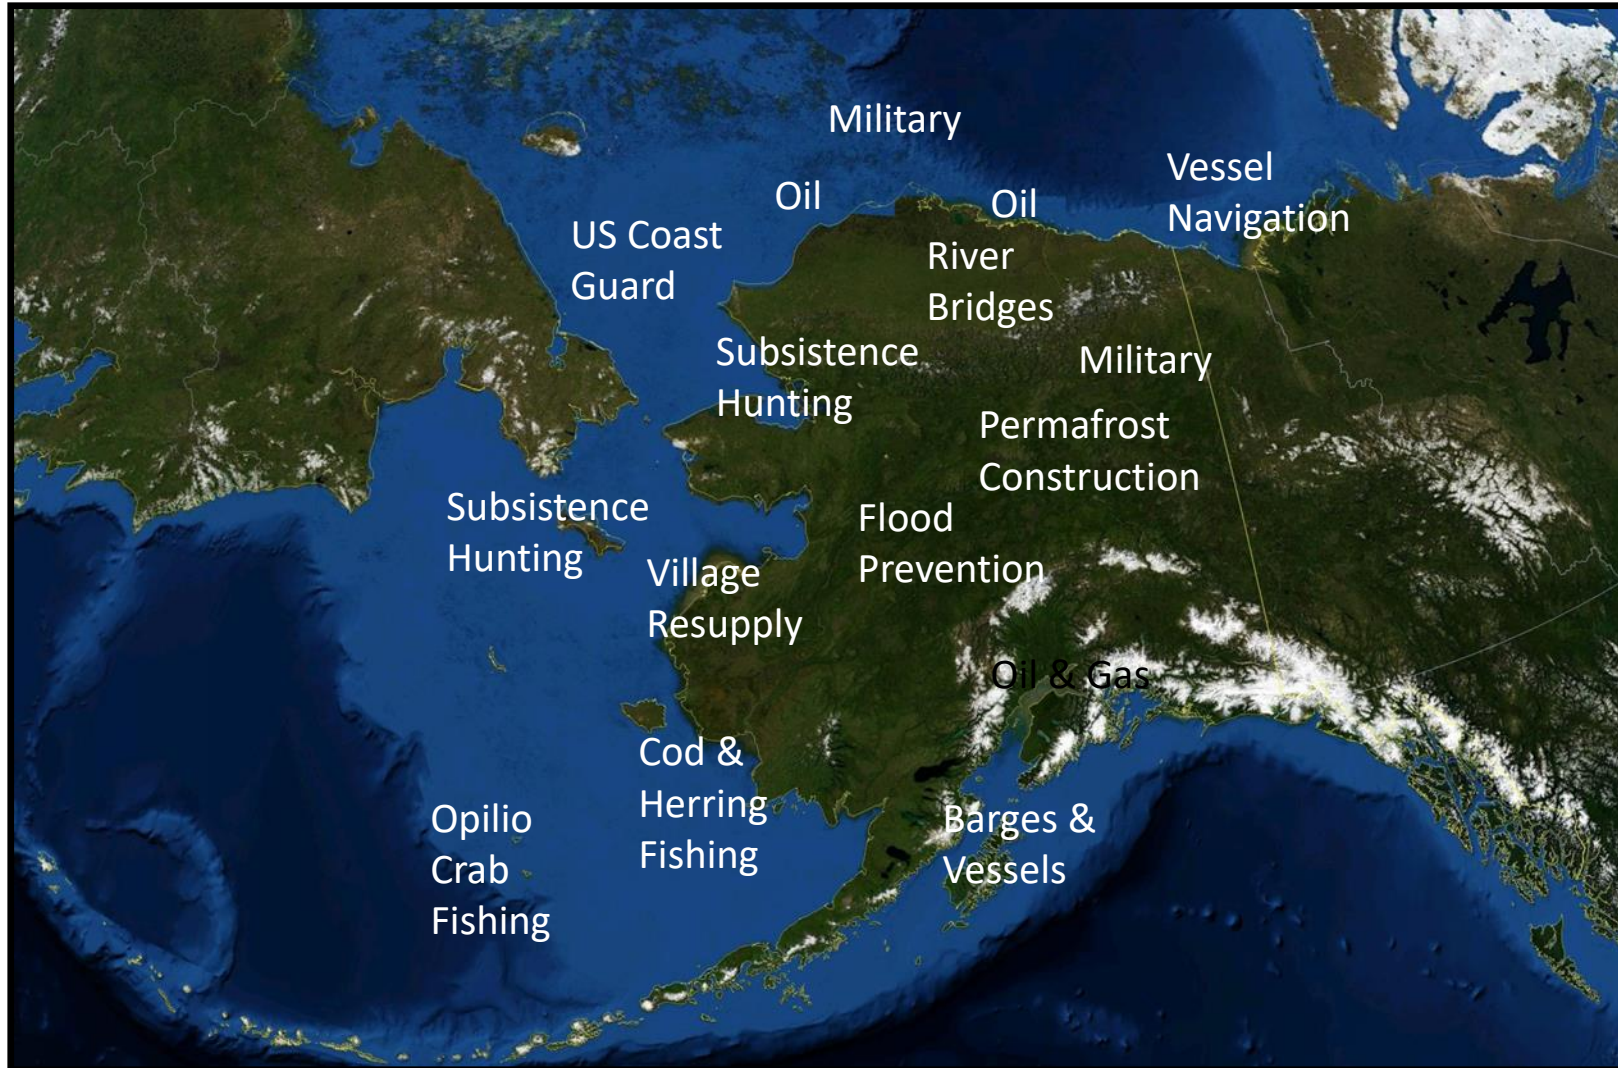 Military
Vessel
Navigation
Oil
Oil
US Coast
Guard
River
Bridges
Subsistence
Hunting
Military
Permafrost
Construction
Subsistence
Hunting
Flood
Prevention
Village
Resupply
Oil & Gas
Cod &
Herring
Fishing
Opilio
Crab
Fishing
Barges &
Vessels